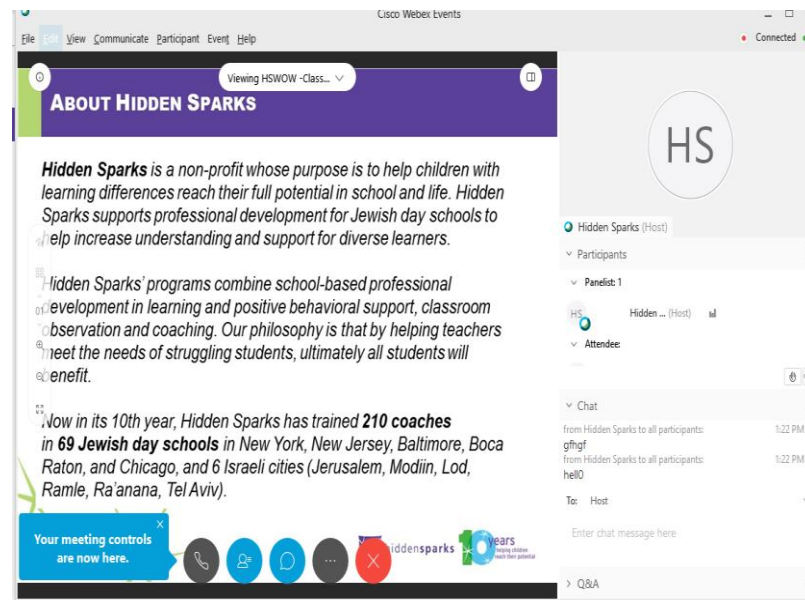 Cisco Webex Events
File Edit View Communicate Participant Event Help
Connected
Viewing HSWOW -Class...
ABOUT HIDDEN SPARKS
Hidden Sparks is a non-profit whose purpose is to help children with
learning differences reach their full potential in school and life. Hidden
Sparks supports professional development for Jewish day schools to
help increase understanding and support for diverse learners.
Hidden Sparks' programs combine school-based professional
development in learning and positive behavioral support, classroom
observation and coaching. Our philosophy is that by helping teachers
meet the needs of struggling students, ultimately all students will
benefit.
Now in its 10th year, Hidden Sparks has trained 210 coaches
in 69 Jewish day schools in New York, New Jersey, Baltimore, Boca
Raton, and Chicago, and 6 Israeli cities (Jerusalem, Modiin, Lod,
Ramle, Ra'anana, Tel Aviv).
Your meeting controls
are now here.
X
iddensparks
10 years
helping children
reach their potential
HS
Hidden Sparks (Host)
Participants
Panelist: 1
HS Hidden ... (Host)
Attendee:
Chat
from Hidden Sparks to all participants: 1:22 PM
gfhgf
from Hidden Sparks to all participants: 1:22 PM
hell0
To: Host
Enter chat message here
Q&A